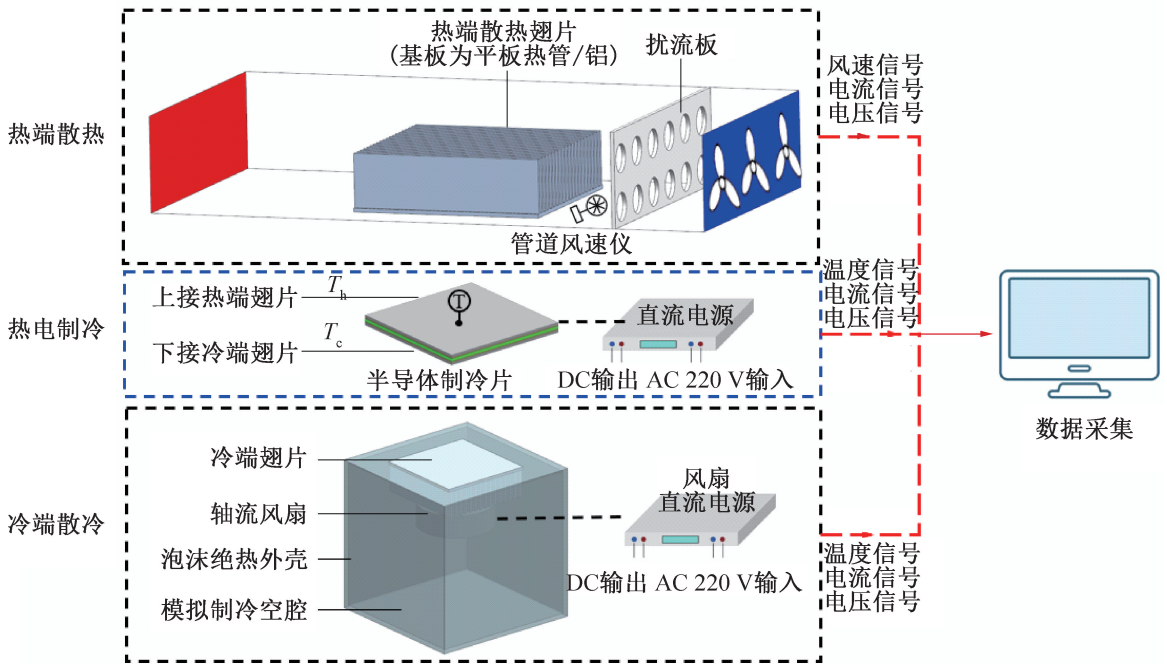 热端散热翅片
(基板为平板热管/铝)
扰流板
热端散热
管道风速仪
风速信号
电流信号
电压信号
热电制冷
上接热端翅片
Th
下接冷端翅片
Tc
T
半导体制冷片
直流电源
DC输出 AC 220 V输入
温度信号
电流信号
电压信号
数据采集
冷端散冷
冷端翅片
轴流风扇
泡沫绝热外壳
模拟制冷空腔
风扇
直流电源
DC输出 AC 220 V输入
温度信号
电流信号
电压信号